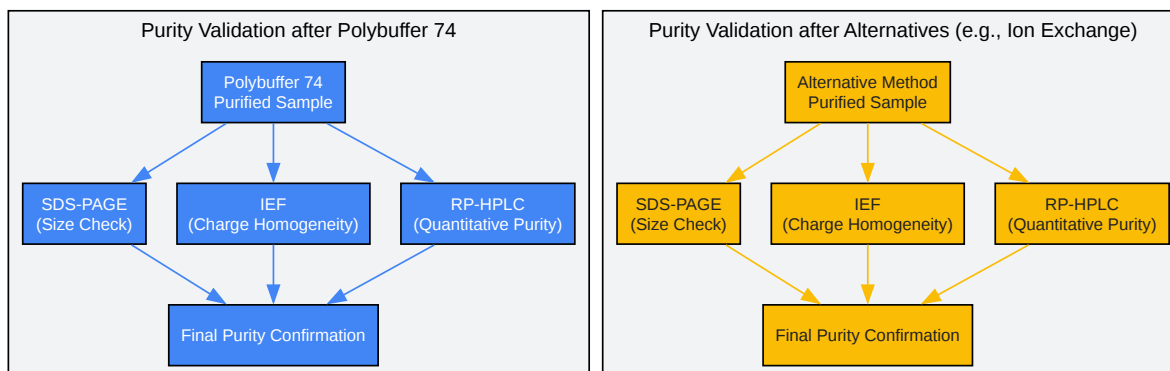 Purity Validation after Polybuffer 74
Polybuffer 74
Purified Sample
SDS-PAGE
(Size Check)
IEF
(Charge Homogeneity)
RP-HPLC
(Quantitative Purity)
Final Purity Confirmation
Purity Validation after Alternatives (e.g., Ion Exchange)
Alternative Method
Purified Sample
SDS-PAGE
(Size Check)
IEF
(Charge Homogeneity)
RP-HPLC
(Quantitative Purity)
Final Purity Confirmation